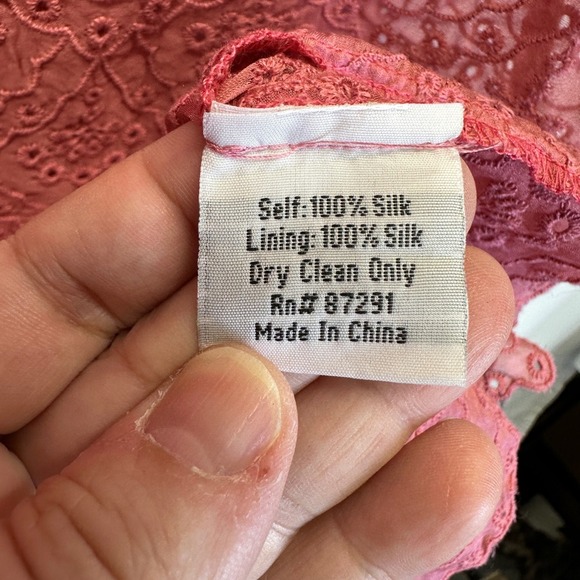 Self: 100% Silk
Lining: 100% Silk
Dry Clean Only
Rn# 87291
Made In China